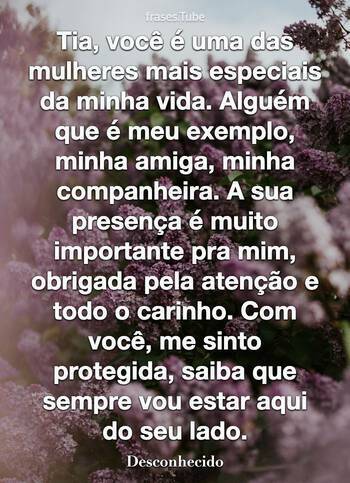 frases.Tube
Tia, você é uma das
mulheres mais especiais
da minha vida. Alguém
que é meu exemplo,
minha amiga, minha
companheira. A sua
presença é muito
importante pra mim,
obrigada pela atenção e
todo o carinho. Com
você, me sinto
protegida, saiba que
sempre vou estar aqui
do seu lado.
Desconhecido